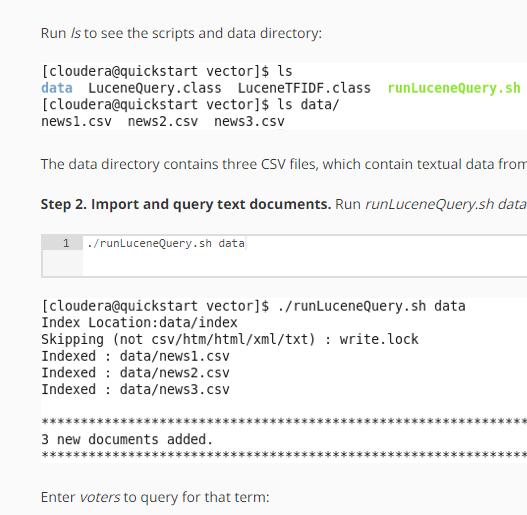 Run ls to see the scripts and data directory:
[cloudera@quickstart vector]$ ls
data  LuceneQuery.class  LuceneTFIDF.class  runLuceneQuery.sh
[cloudera@quickstart vector]$ ls data/
news1.csv  news2.csv  news3.csv
The data directory contains three CSV files, which contain textual data from
Step 2. Import and query text documents. Run runLuceneQuery.sh data
1 ./runLuceneQuery.sh data
[cloudera@quickstart vector]$ ./runLuceneQuery.sh data
Index Location:data/index
Skipping (not csv/htm/html/xml/txt) : write.lock
Indexed : data/news1.csv
Indexed : data/news2.csv
Indexed : data/news3.csv
**************************************************************
3 new documents added.
**************************************************************
Enter voters to query for that term: